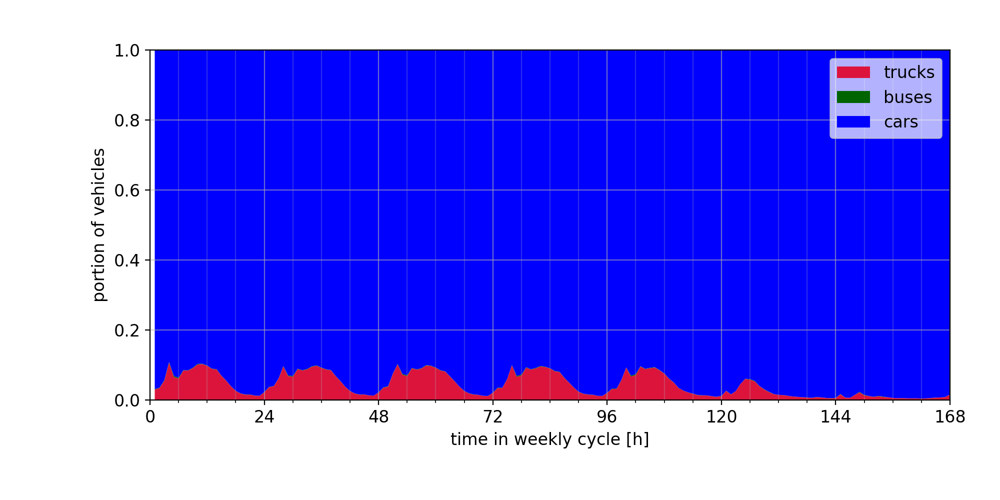 1.0
0.8
0.6
0.4
0.2
0.0
portion of vehicles
trucks
buses
cars
0 24 48 72 96 120 144 168
time in weekly cycle [h]